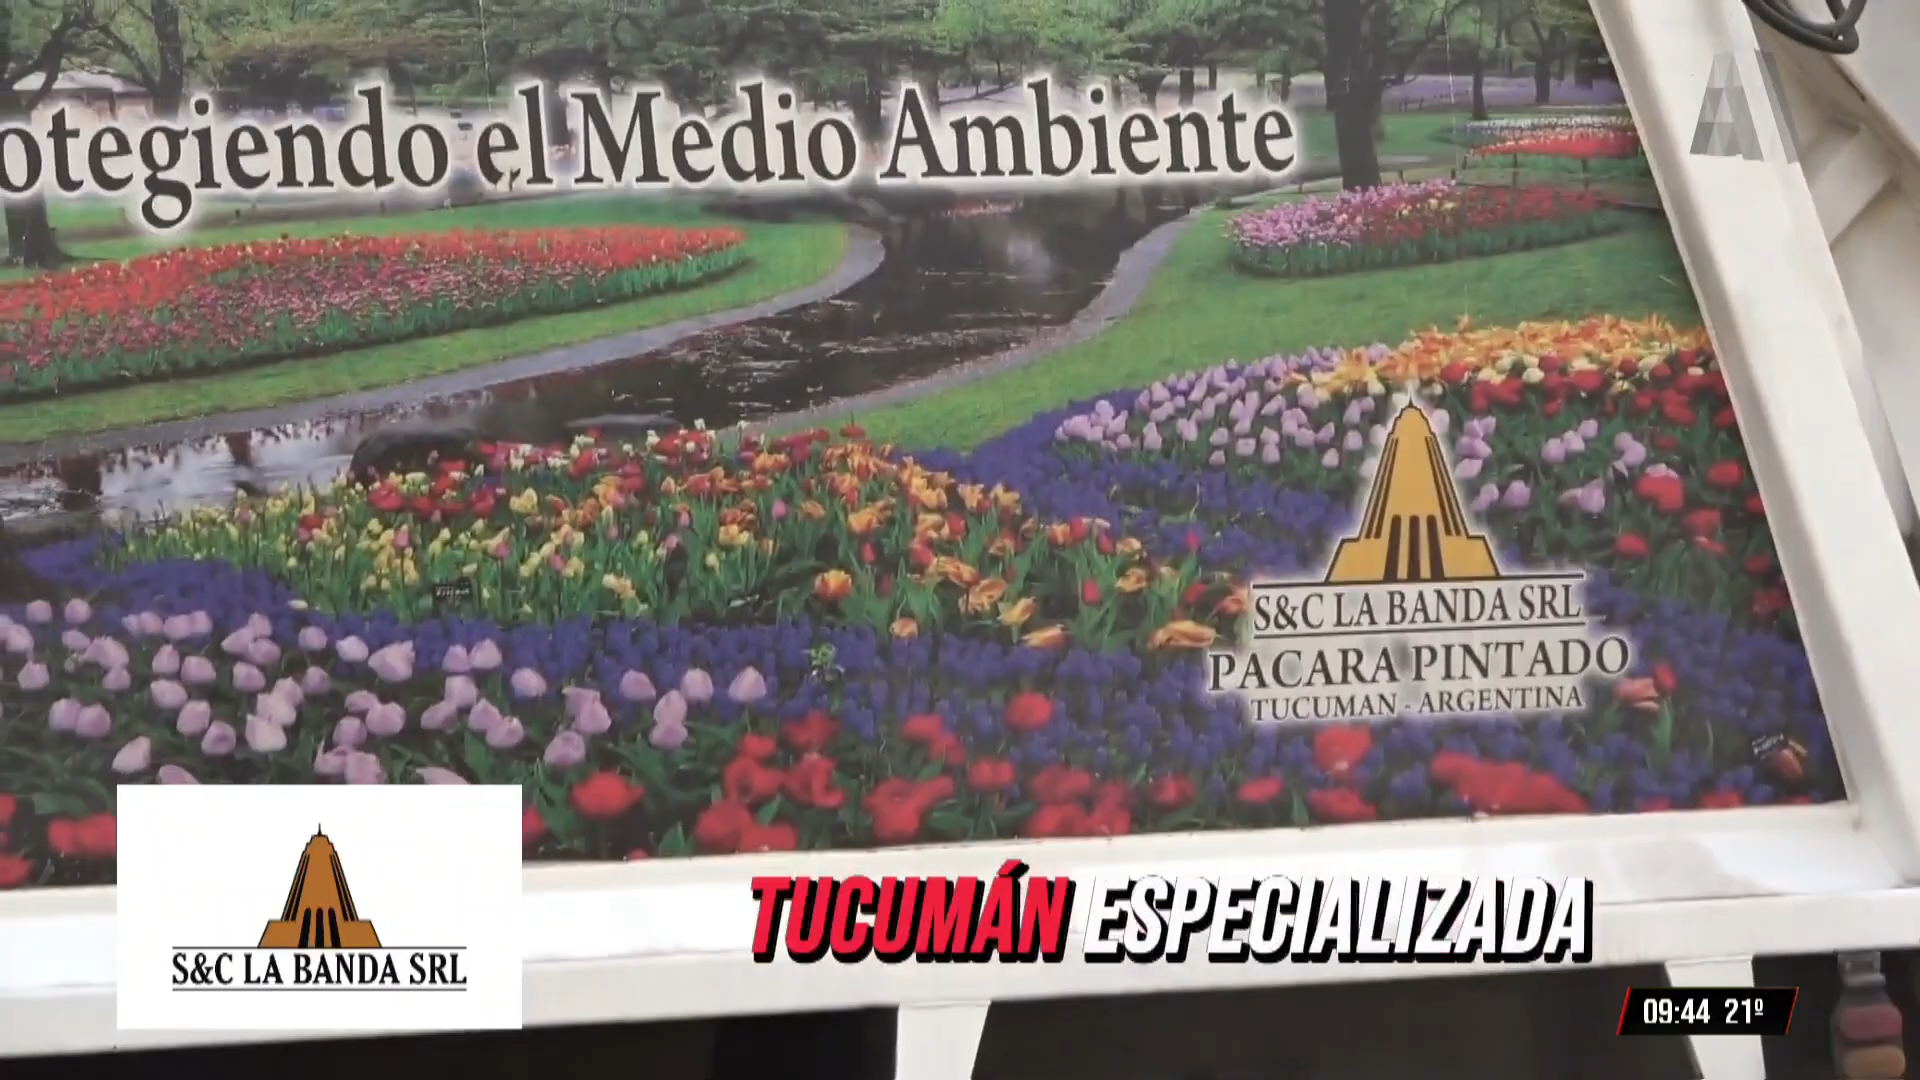 otegiendo el Medio Ambiente
S&C LA BANDA SRL
PACARA PINTADO
TUCUMAN - ARGENTINA
S&C LA BANDA SRL
TUCUMÁN ESPECIALIZADA
09:44 21º